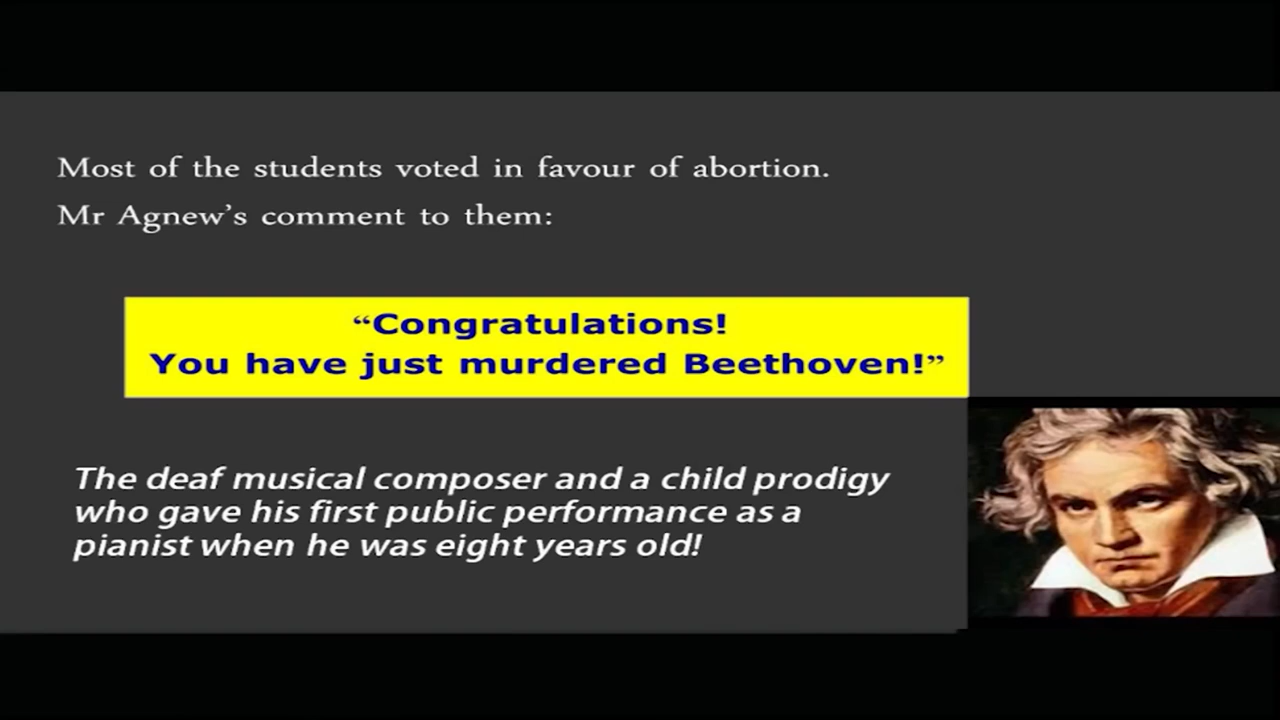 Most of the students voted in favour of abortion.
Mr Agnew’s comment to them:
“Congratulations!
You have just murdered Beethoven!”
The deaf musical composer and a child prodigy
who gave his first public performance as a
pianist when he was eight years old!